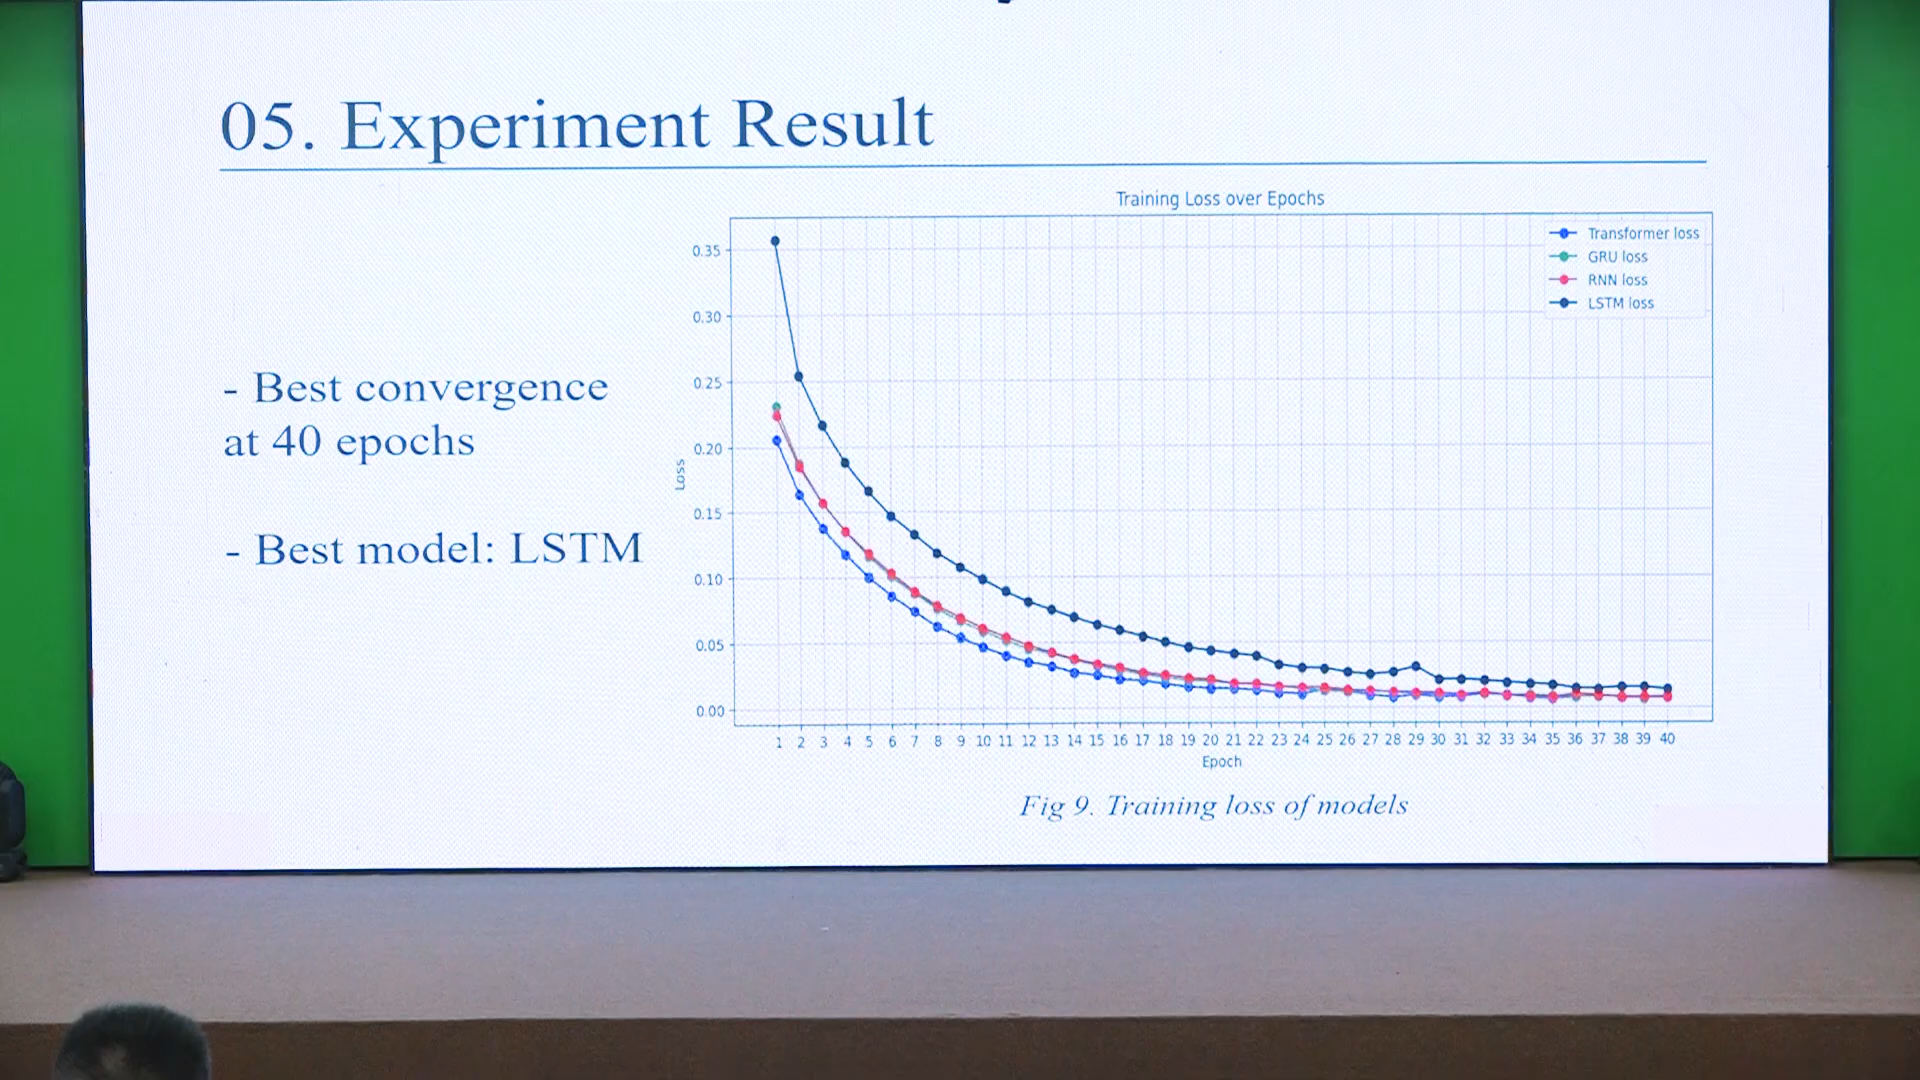 05. Experiment Result
- Best convergence
at 40 epochs
- Best model: LSTM
Training Loss over Epochs
Transformer loss
GRU loss
RNN loss
LSTM loss
0.35
0.30
0.25
0.20
0.15
0.10
0.05
0.00
Loss
1 2 3 4 5 6 7 8 9 10 11 12 13 14 15 16 17 18 19 20 21 22 23 24 25 26 27 28 29 30 31 32 33 34 35 36 37 38 39 40
Epoch
Fig 9. Training loss of models